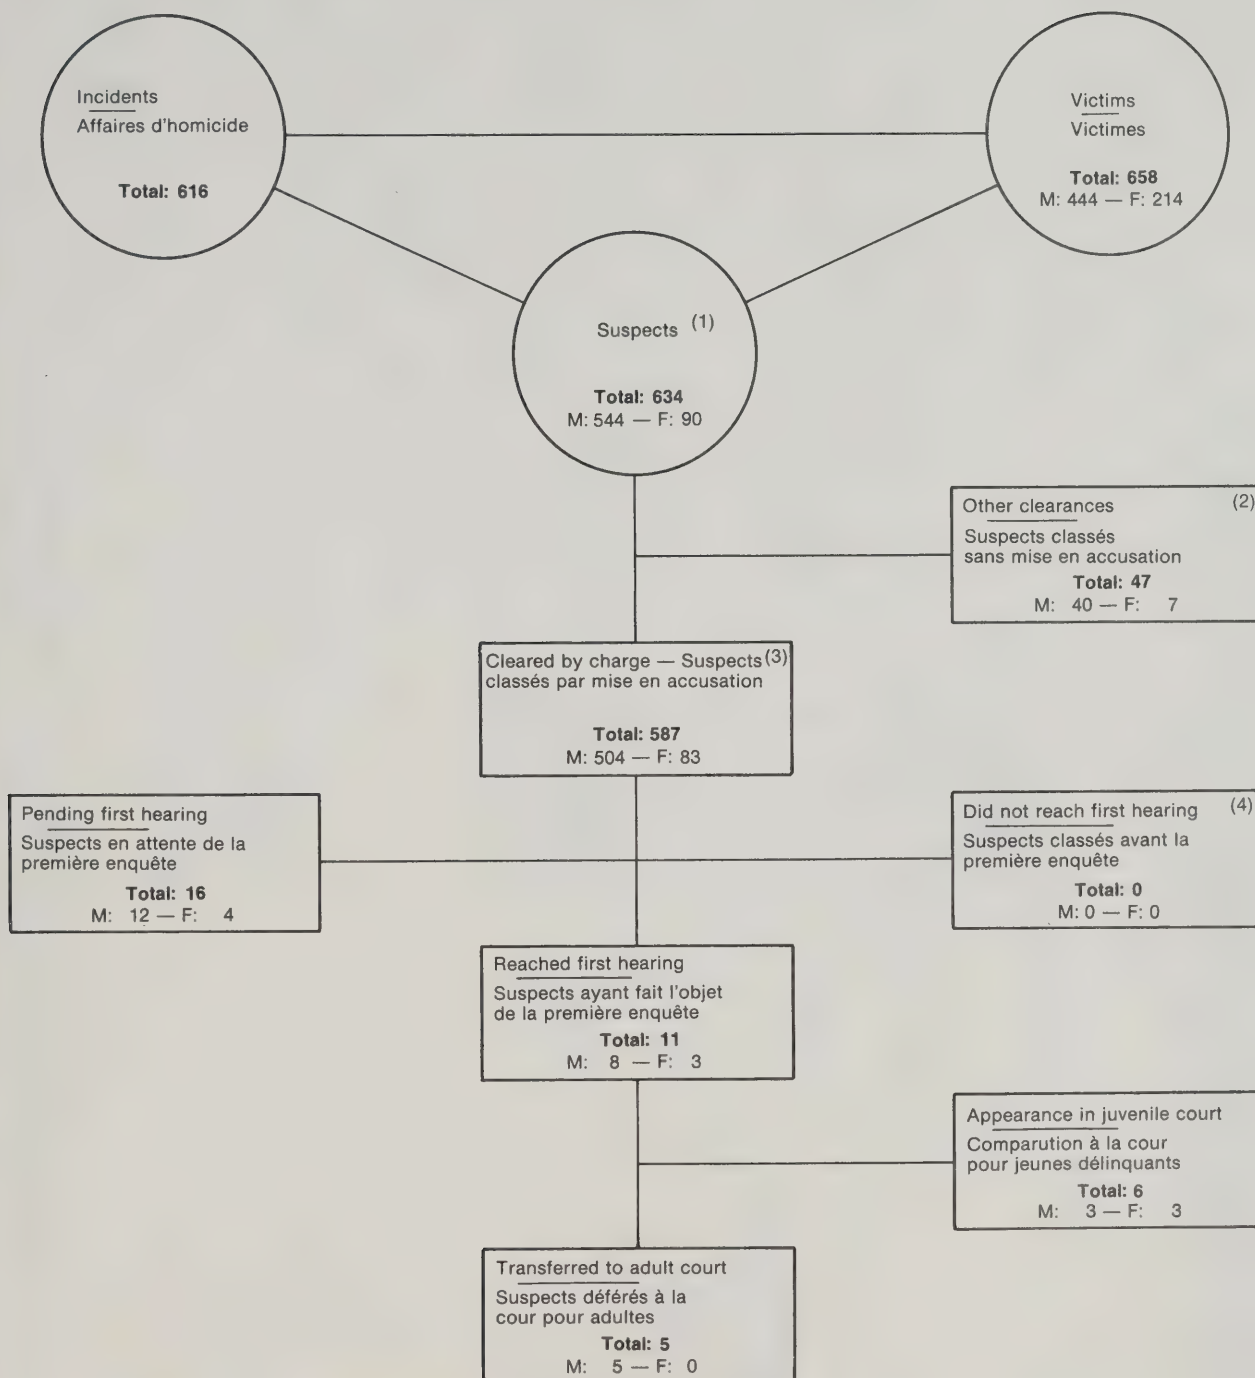 Incidents
Affaires d'homicide
Total: 616
Victims
Victimes
Total: 658
M: 444 — F: 214
Suspects (1)
Total: 634
M: 544 — F: 90
Other clearances (2)
Suspects classés
sans mise en accusation
Total: 47
M: 40 — F: 7
Cleared by charge — Suspects (3)
classés par mise en accusation
Total: 587
M: 504 — F: 83
Pending first hearing
Suspects en attente de la
première enquête
Total: 16
M: 12 — F: 4
Did not reach first hearing (4)
Suspects classés avant la
première enquête
Total: 0
M: 0 — F: 0
Reached first hearing
Suspects ayant fait l'objet
de la première enquête
Total: 11
M: 8 — F: 3
Appearance in juvenile court
Comparution à la cour
pour jeunes délinquants
Total: 6
M: 3 — F: 3
Transferred to adult court
Suspects déférés à la
cour pour adultes
Total: 5
M: 5 — F: 0